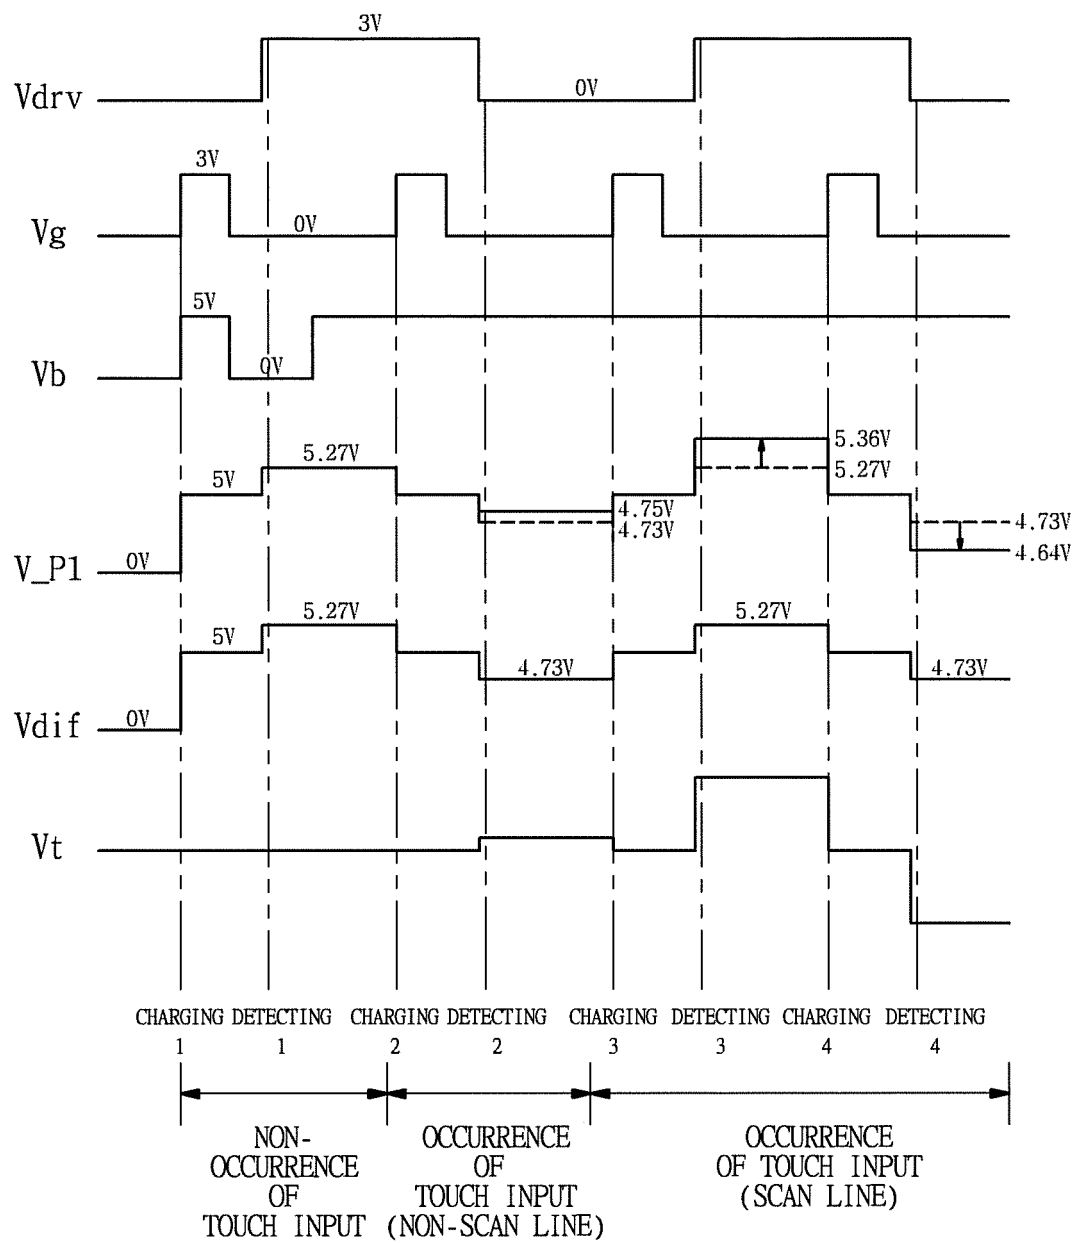 3V
Vdrv 0V
3V
Vg 0V
5V
Vb 0V
5.36V
5.27V 5.27V
5V
4.75V
4.73V 4.73V
V_P1 0V 4.64V
5.27V 5.27V
5V
4.73V 4.73V
Vdif 0V
Vt
CHARGING DETECTING CHARGING DETECTING CHARGING DETECTING CHARGING DETECTING
1 1 2 2 3 3 4 4
NON-
OCCURRENCE
OF
TOUCH INPUT
OCCURRENCE
OF
TOUCH INPUT
(NON-SCAN LINE)
OCCURRENCE
OF TOUCH INPUT
(SCAN LINE)